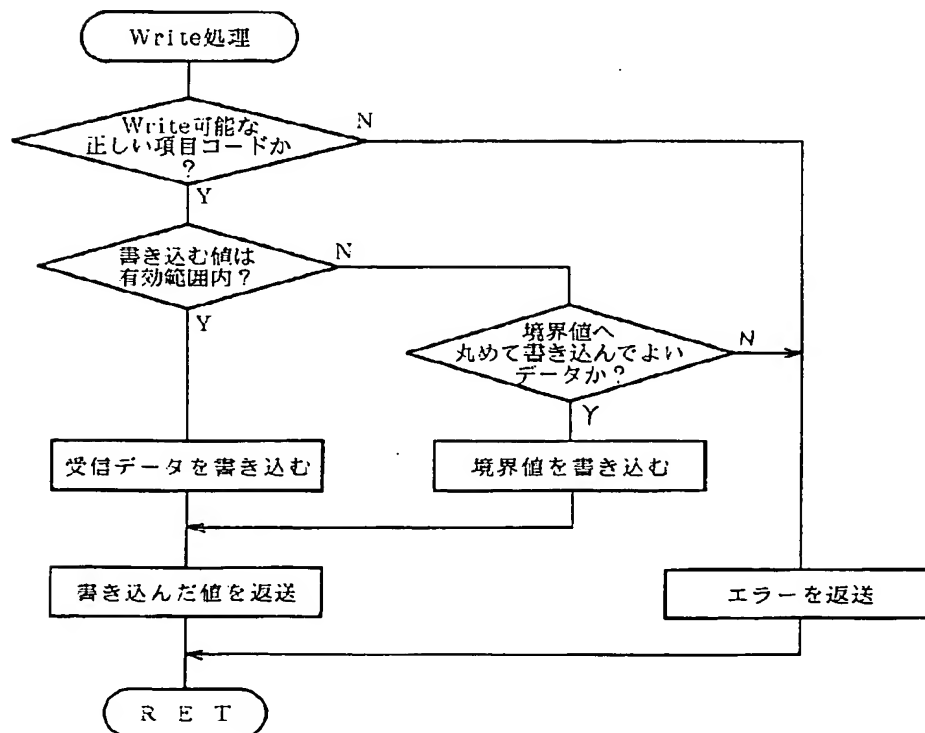 Write処理
Write可能な
正しい項目コードか
?
N
Y
書き込む値は
有効範囲内?
N
Y
境界値へ
丸めて書き込んでよい
データか?
N
Y
受信データを書き込む
境界値を書き込む
書き込んだ値を返送
エラーを返送
RET